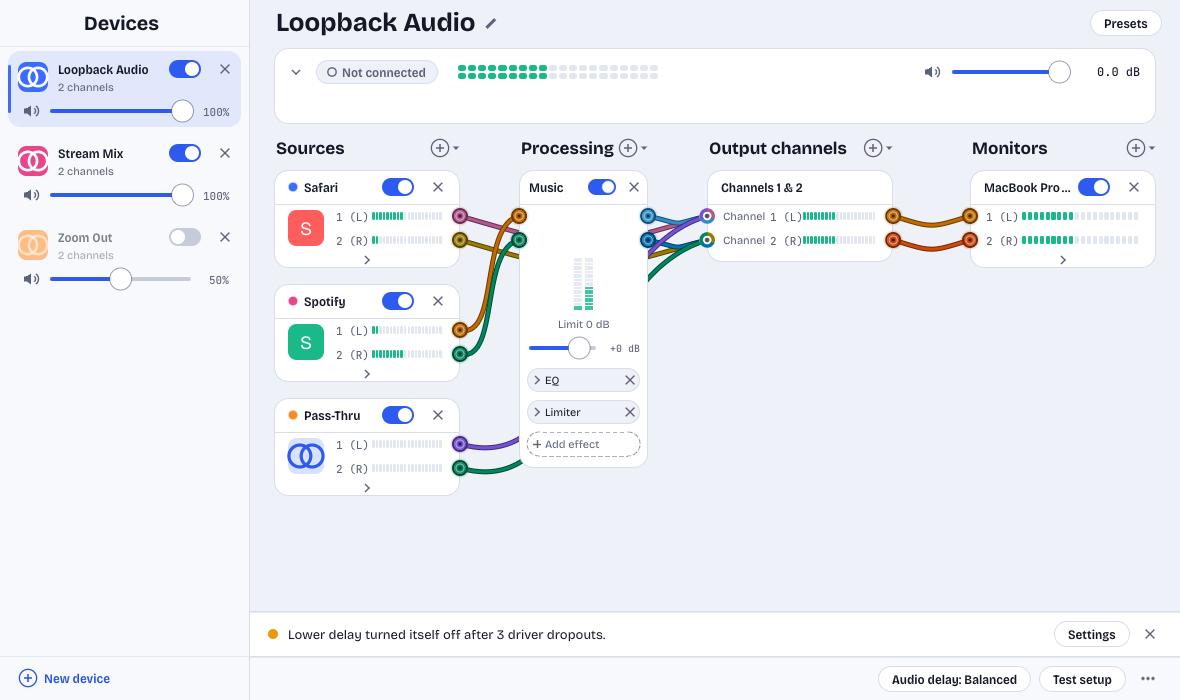 Devices
Loopback Audio
2 channels
100%
Stream Mix
2 channels
100%
Zoom Out
2 channels
50%
New device
Loopback Audio
Presets
Not connected
0.0 dB
Sources
Processing
Output channels
Monitors
Safari
S
1 (L)
2 (R)
Spotify
S
1 (L)
2 (R)
Pass-Thru
1 (L)
2 (R)
Music
Limit 0 dB
+0 dB
EQ
Limiter
Add effect
Channels 1 & 2
Channel 1 (L)
Channel 2 (R)
MacBook Pro...
1 (L)
2 (R)
Lower delay turned itself off after 3 driver dropouts.
Settings
Audio delay: Balanced
Test setup